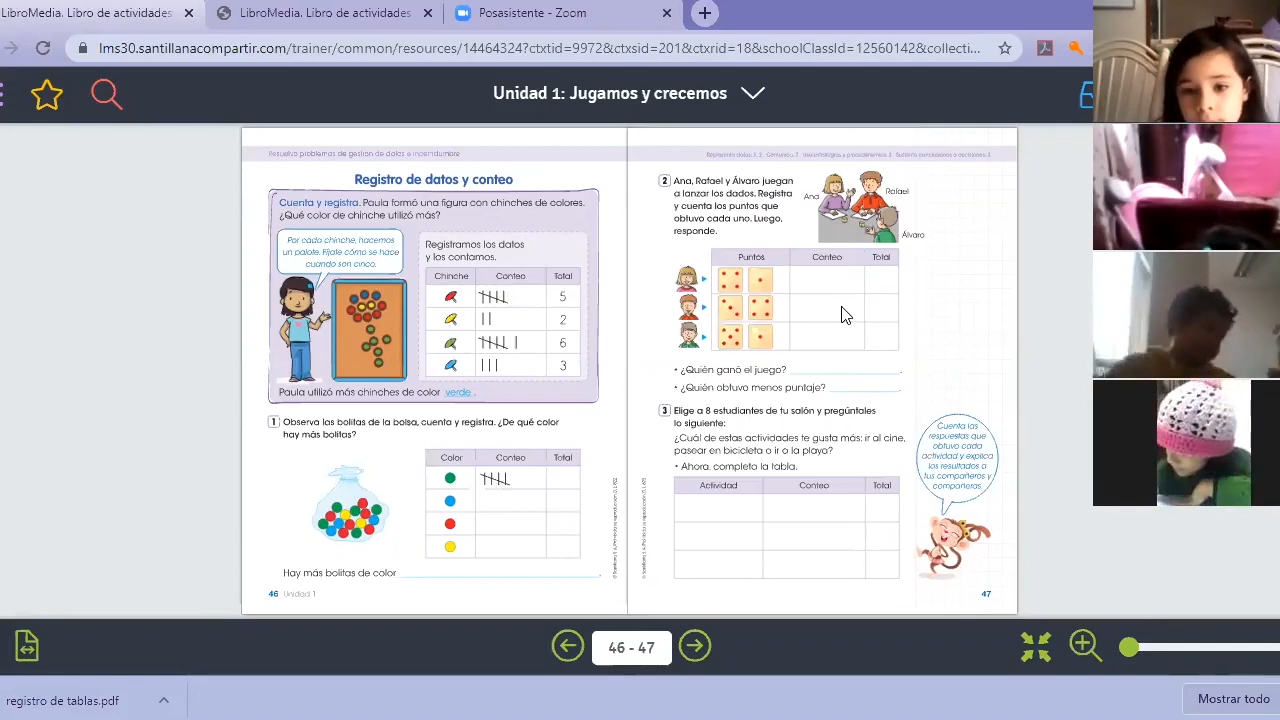 LibroMedia. Libro de actividades ×
LibroMedia. Libro de actividades ×
Posasistente - Zoom ×
lms30.santillanacompartir.com/trainer/common/resources/
4464324?ctxid=9972&ctxsid=201&ctxrid=18&schoolClassId=12560142&collecti...
Unidad 1: Jugamos y crecemos
Resuelve problemas de gestión de datos e incertidumbre
Registro de datos y conteo
Cuenta y registra. Paula formó una figura con chinches de colores.
¿Qué color de chinche utilizó más?
Por cada chinche, hacemos
un palote. Fíjate cómo se hace
cuando son cinco.
Registramos los datos
y los contamos.
Chinche Conteo Total
5
2
6
3
Paula utilizó más chinches de color verde.
1 Observa las bolitas de la bolsa, cuenta y registra. ¿De qué color
hay más bolitas?
Color Conteo Total
Hay más bolitas de color
46 Unidad 1
2 Ana, Rafael y Álvaro juegan
a lanzar los dados. Registra
y cuenta los puntos que
obtuvo cada uno. Luego,
responde.
Ana
Rafael
Álvaro
Puntos Conteo Total
• ¿Quién ganó el juego?
• ¿Quién obtuvo menos puntaje?
3 Elige a 8 estudiantes de tu salón y pregúntales
lo siguiente:
¿Cuál de estas actividades te gusta más: ir al cine,
pasear en bicicleta o ir a la playa?
• Ahora, completa la tabla.
Actividad Conteo Total
Cuenta las
respuestas que
obtuvo cada
actividad y explica
los resultados a
tus compañeros y
compañeras.
47
46 - 47
registro de tablas.pdf
Mostrar todo